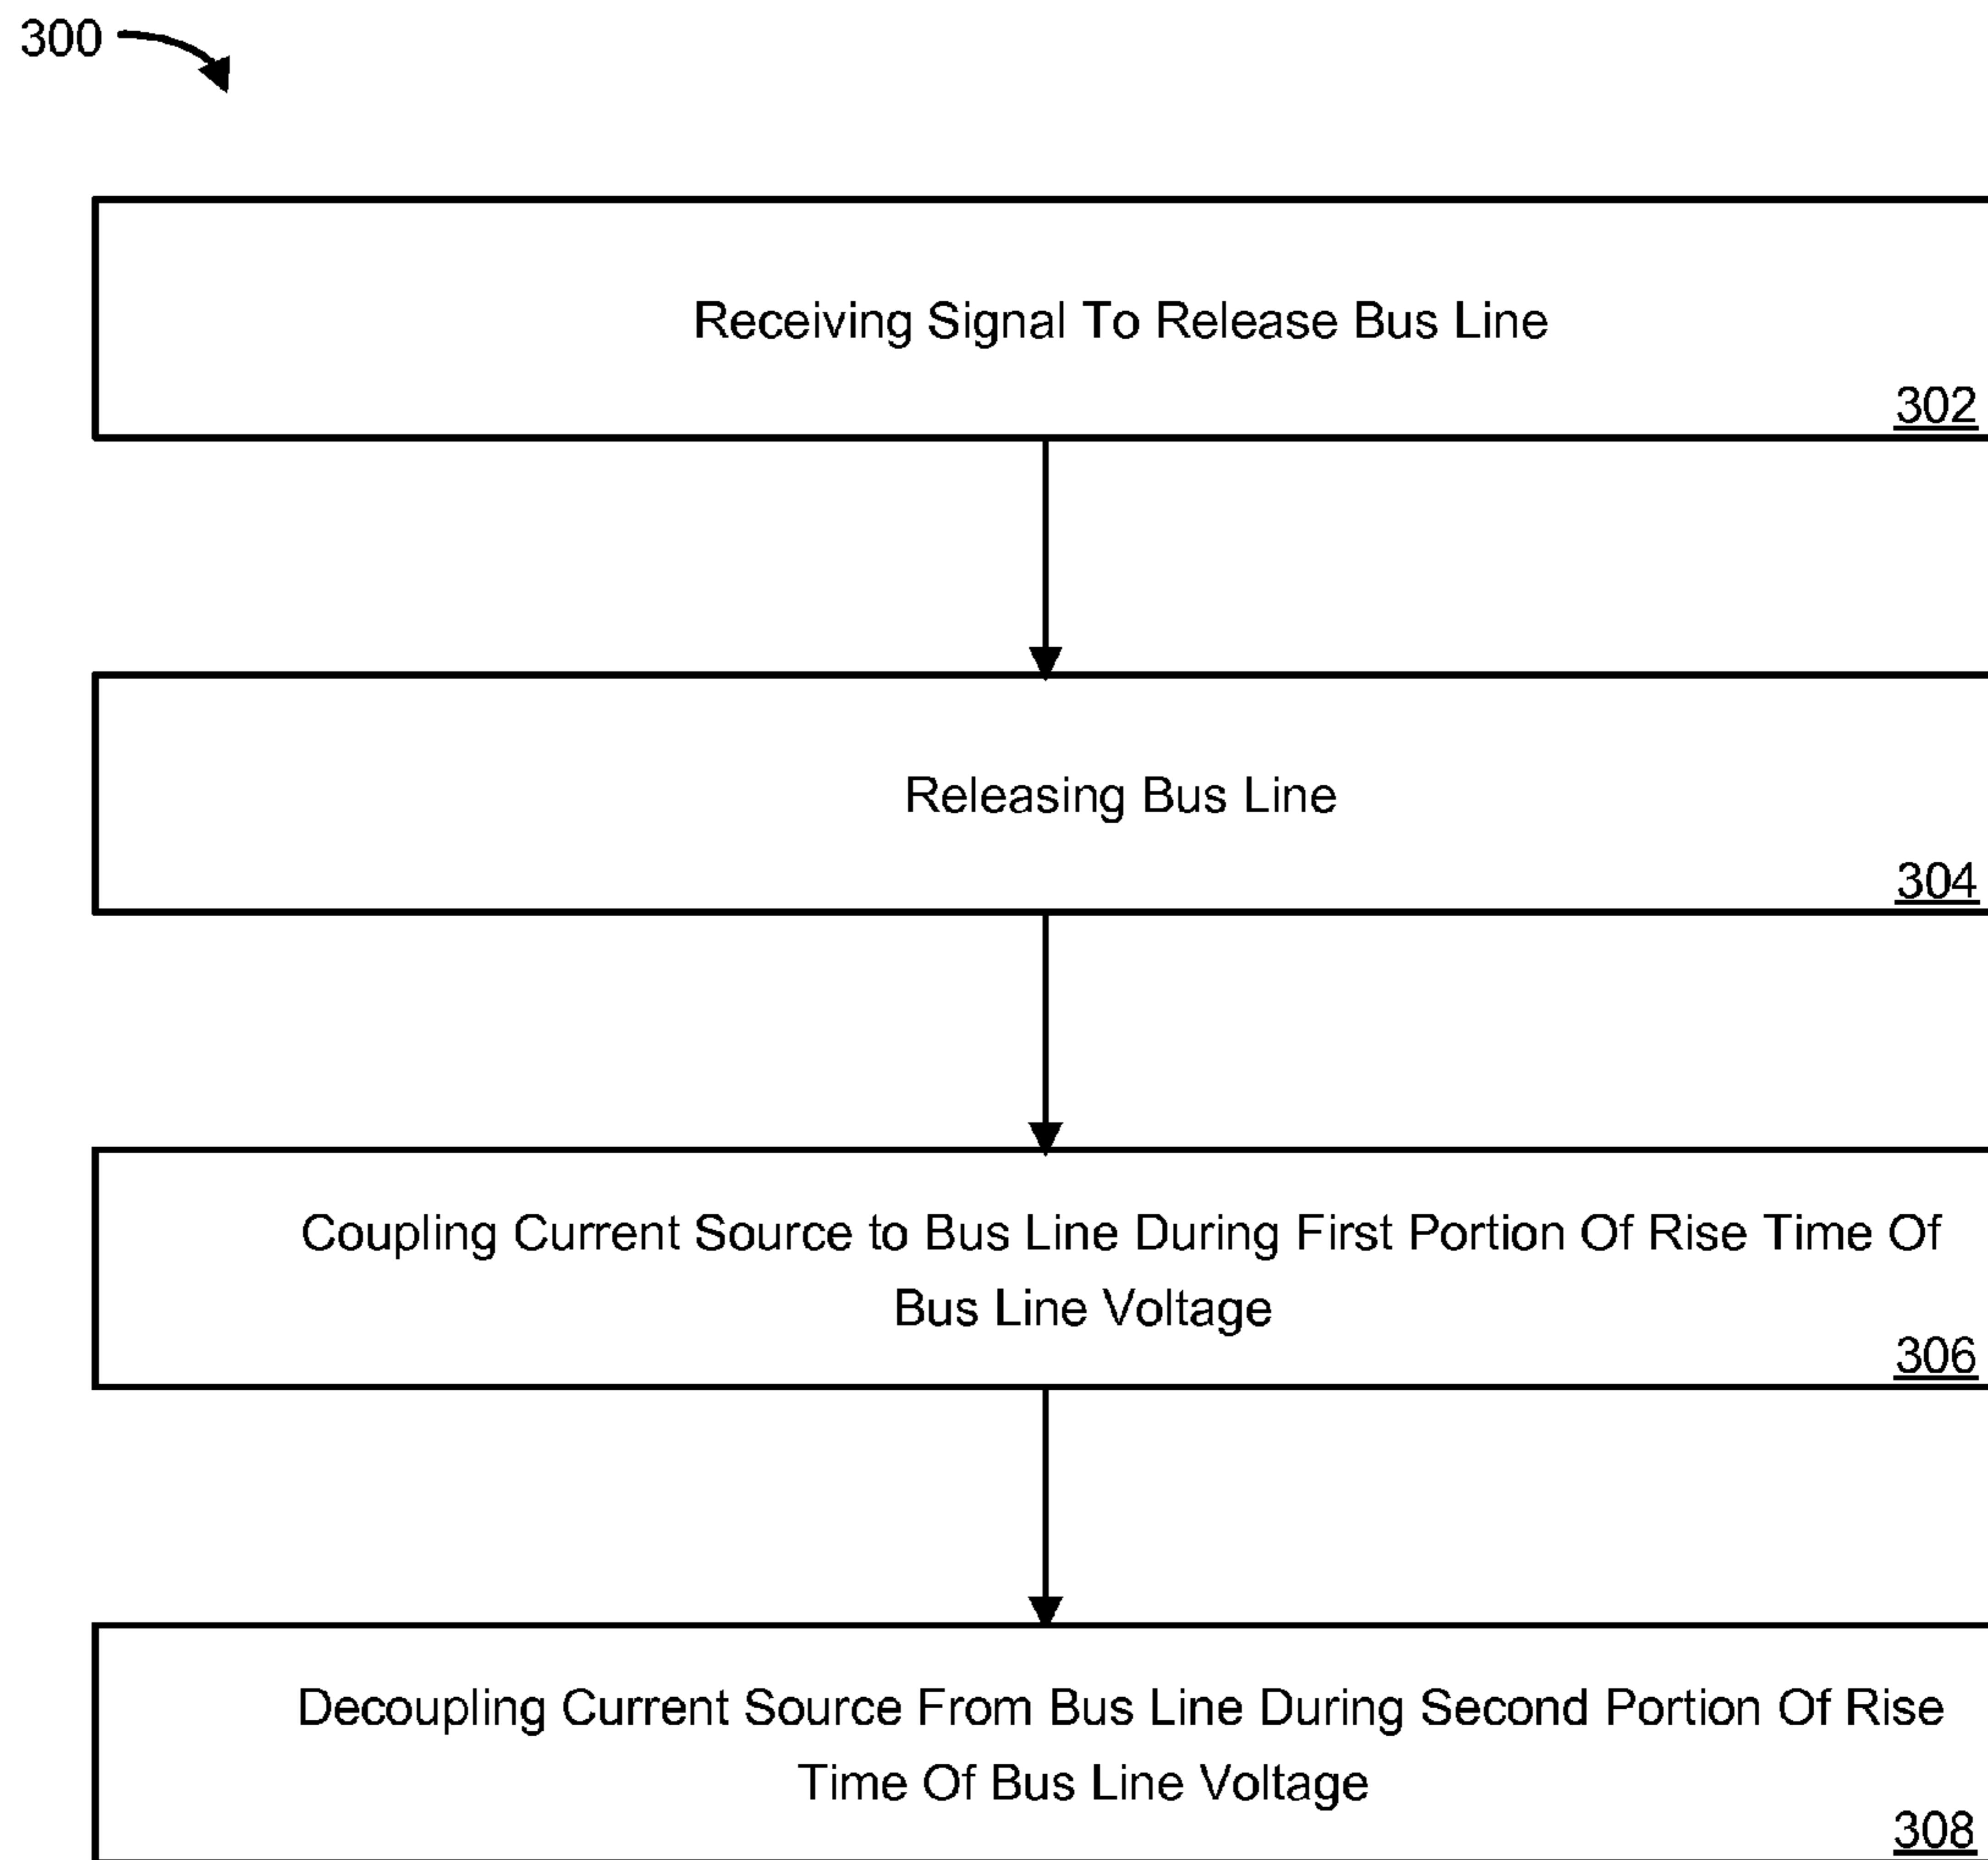 300
Receiving Signal To Release Bus Line
302
Releasing Bus Line
304
Coupling Current Source to Bus Line During First Portion Of Rise Time Of
Bus Line Voltage
306
Decoupling Current Source From Bus Line During Second Portion Of Rise
Time Of Bus Line Voltage
308